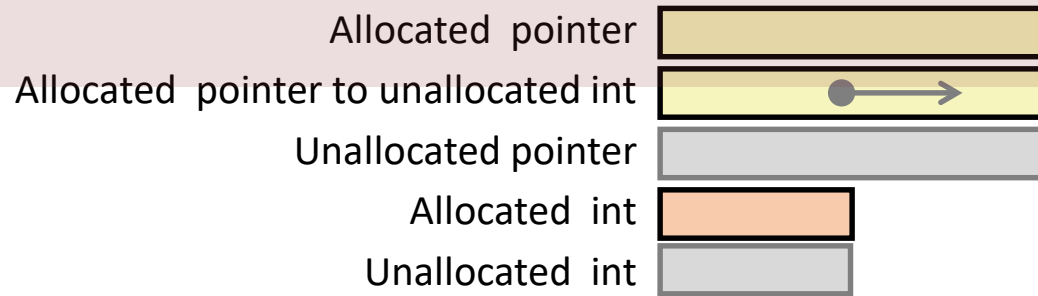 Allocated pointer
Allocated pointer to unallocated int
Unallocated pointer
Allocated int
Unallocated int